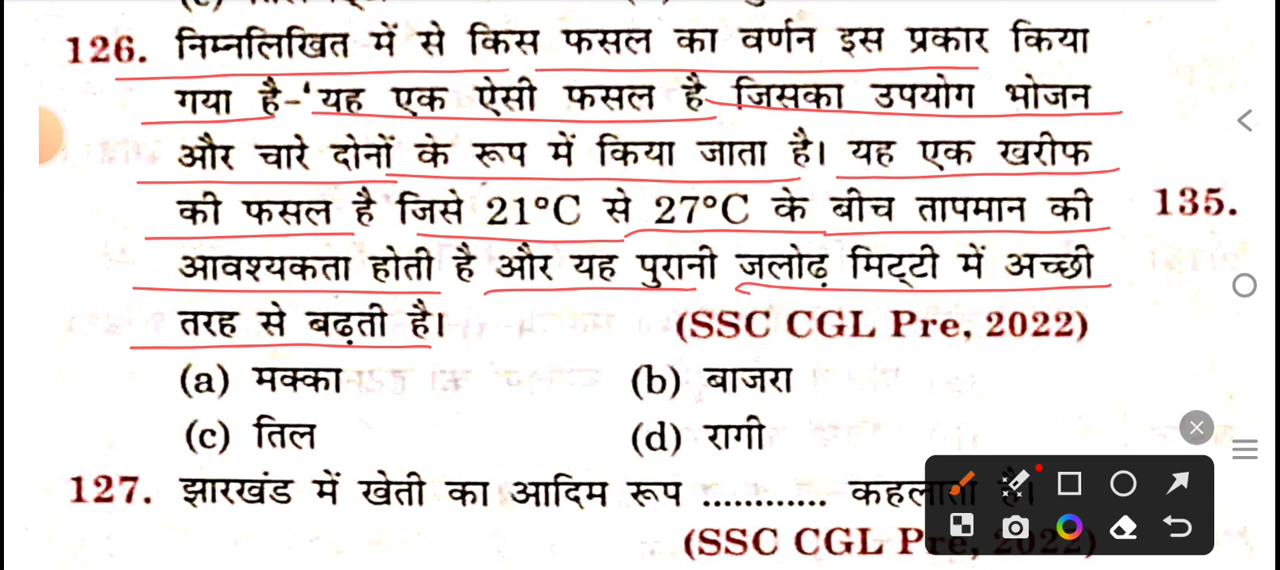 126. निम्नलिखित में से किस फसल का वर्णन इस प्रकार किया
गया है-'यह एक ऐसी फसल है जिसका उपयोग भोजन
और चारे दोनों के रूप में किया जाता है। यह एक खरीफ
की फसल है जिसे 21°C से 27°C के बीच तापमान की
आवश्यकता होती है और यह पुरानी जलोढ़ मिट्टी में अच्छी
तरह से बढ़ती है।
(SSC CGL Pre, 2022)
(a) मक्का (b) बाजरा
(c) तिल (d) रागी
127. झारखंड में खेती का आदिम रूप ............ कहलाता है।
(SSC CGL Pre, 2022)
135.